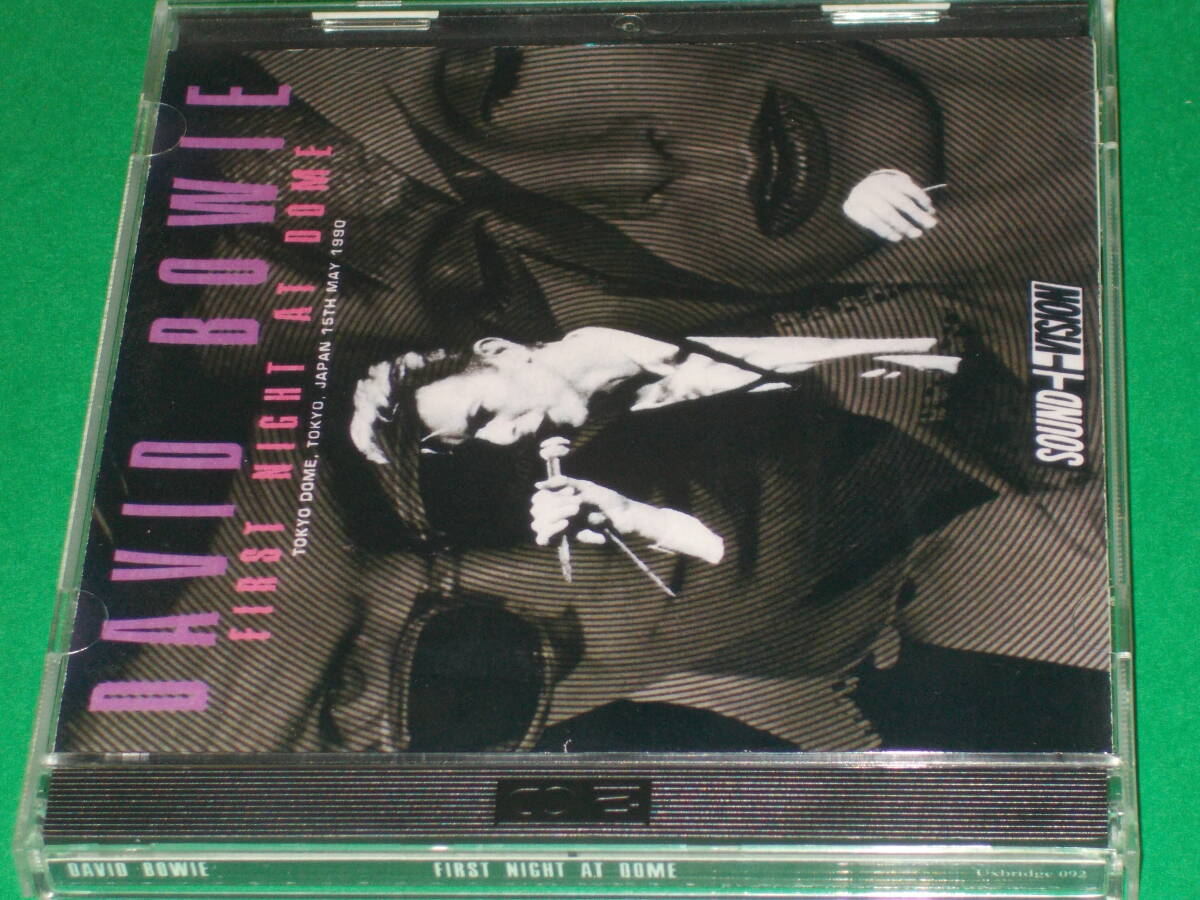 DAVID BOWIE
FIRST NIGHT AT DOME
TOKYO DOME, TOKYO, JAPAN 15TH MAY 1990
SOUND+VISION
DAVID BOWIE
FIRST NIGHT AT DOME
Uxbridge 092